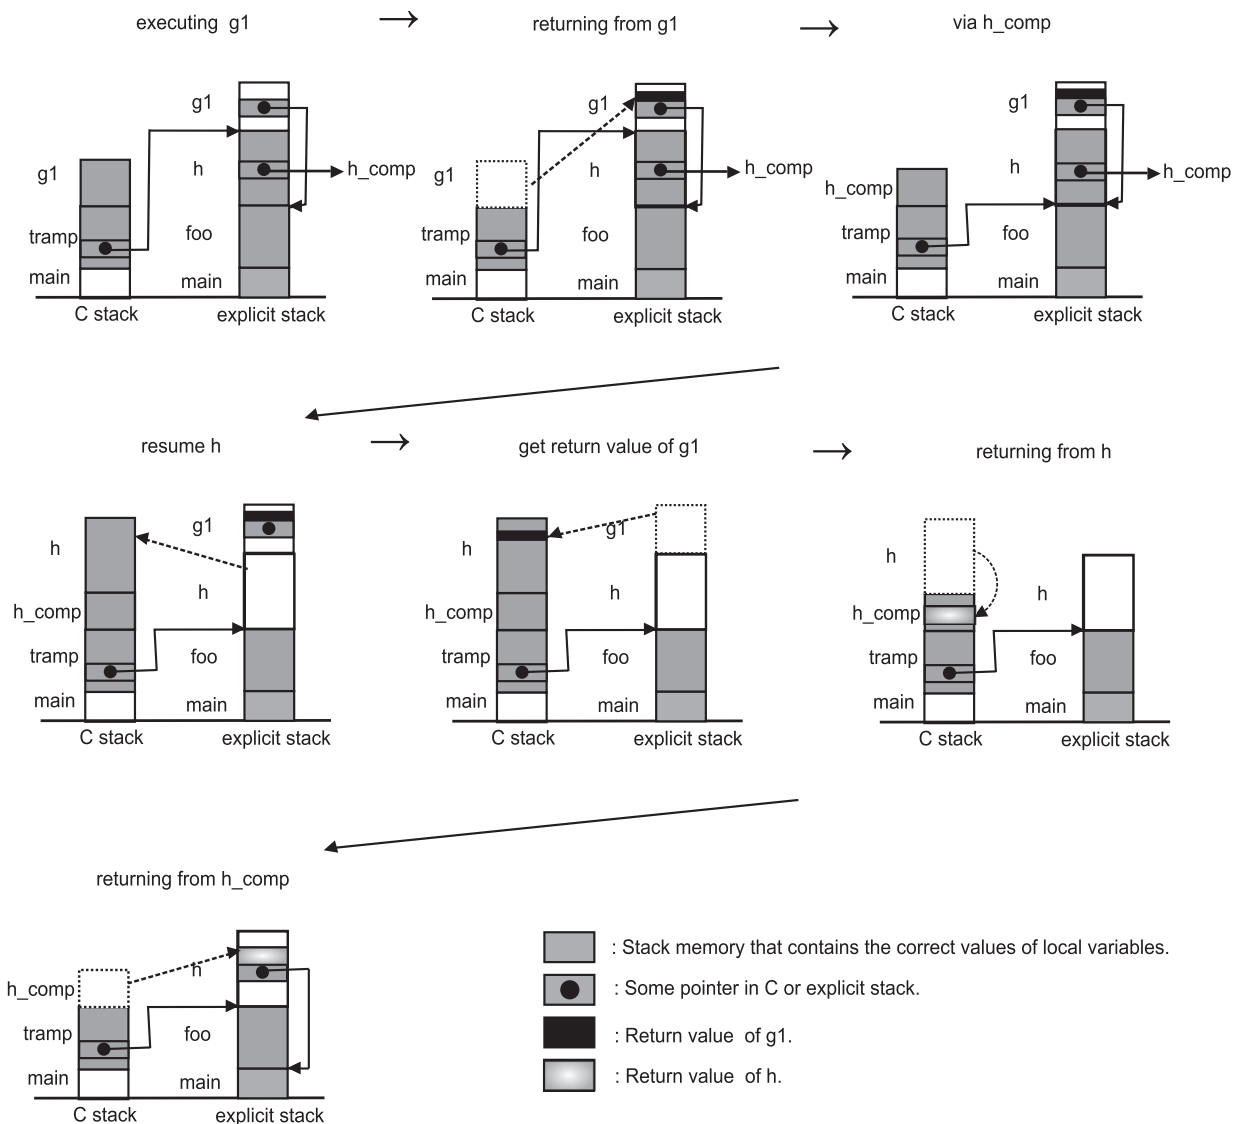 executing g1
returning from g1
via h_comp
g1
g1
h
h_comp
tramp
foo
main
main
C stack
explicit stack
g1
g1
h
h_comp
tramp
foo
main
main
C stack
explicit stack
g1
h_comp
h
h_comp
tramp
foo
main
main
C stack
explicit stack
resume h
get return value of g1
returning from h
h
g1
h_comp
h
tramp
foo
main
main
C stack
explicit stack
h
g1
h_comp
h
tramp
foo
main
main
C stack
explicit stack
h
h_comp
h
tramp
foo
main
main
C stack
explicit stack
returning from h_comp
h_comp
h
tramp
foo
main
main
C stack
explicit stack
: Stack memory that contains the correct values of local variables.
: Some pointer in C or explicit stack.
: Return value of g1.
: Return value of h.